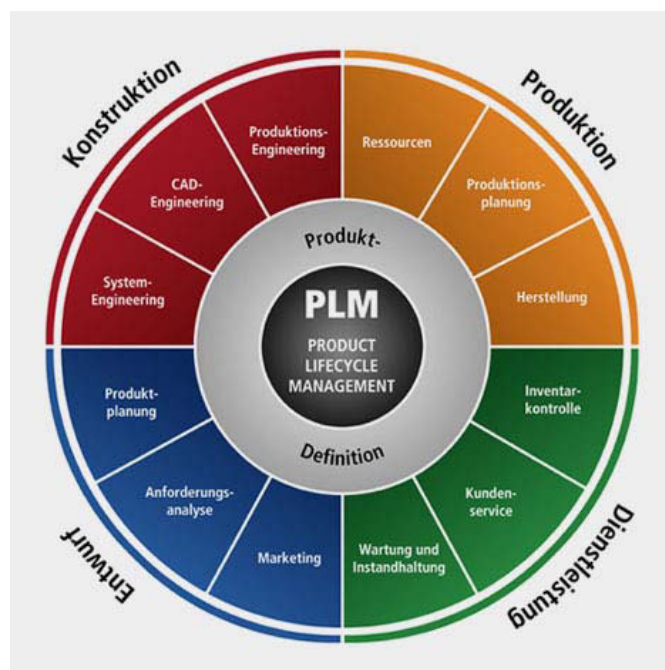 Konstruktion
Produktion
Produktions-
Engineering
Ressourcen
CAD-
Engineering
Produktions-
planung
System-
Engineering
Herstellung
Produkt-
PLM
PRODUCT
LIFECYCLE
MANAGEMENT
Definition
Produkt-
planung
Inventar-
kontrolle
Anforderungs-
analyse
Kunden-
service
Marketing
Wartung und
Instandhaltung
Entwurf
Dienstleistung